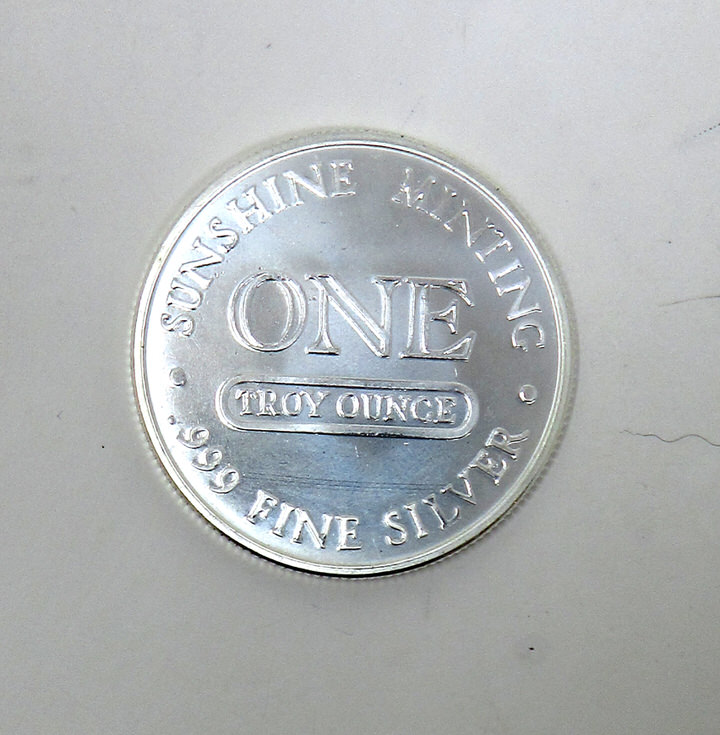 SUNSHINE MINTING
ONE
TROY OUNCE
.999 FINE SILVER